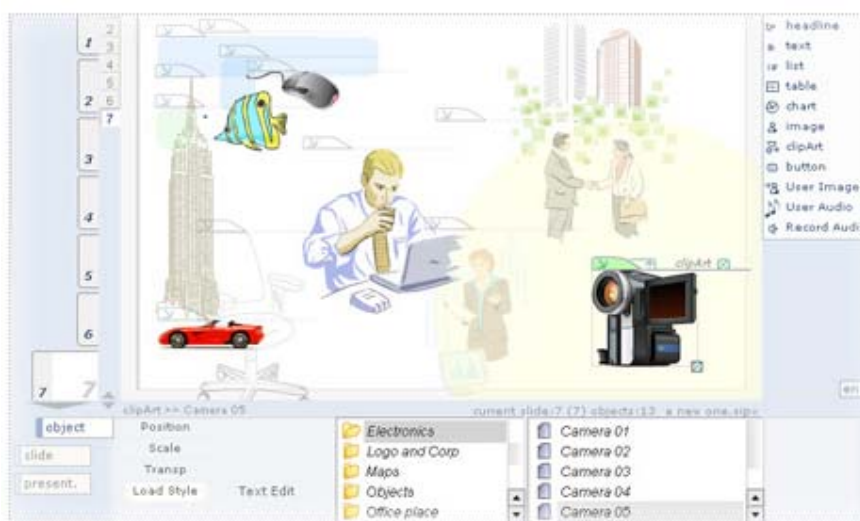 1
2
3
4
5
6
7
7
2
3
4
5
6
7
headline
text
list
table
chart
image
clipArt
button
User Image
User Audio
Record Audi
clipArt
en
clipArt >> Camera 05
current slide:7 (7) objects:13 a new one.sips
object
slide
present.
Position
Scale
Transp
Load Style
Text Edit
Electronics
Logo and Corp
Maps
Objects
Office place
Camera 01
Camera 02
Camera 03
Camera 04
Camera 05